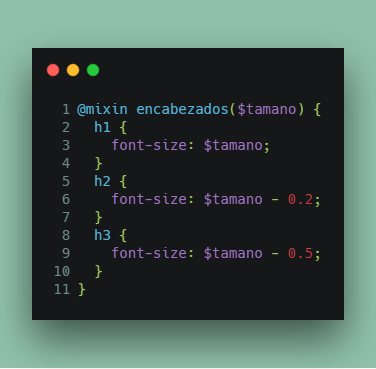 1 @mixin encabezados($tamano) {
2   h1 {
3     font-size: $tamano;
4   }
5   h2 {
6     font-size: $tamano - 0.2;
7   }
8   h3 {
9     font-size: $tamano - 0.5;
10   }
11 }